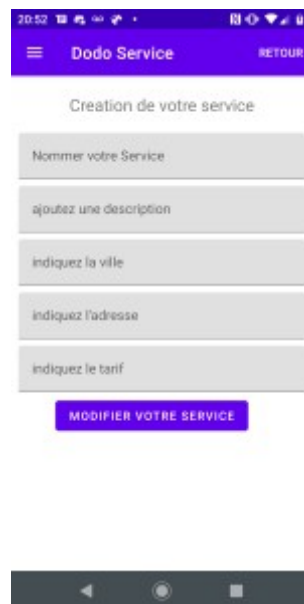 20:52
Dodo Service RETOUR
Creation de votre service
Nommer votre Service
ajoutez une description
indiquez la ville
indiquez l'adresse
indiquez le tarif
MODIFIER VOTRE SERVICE